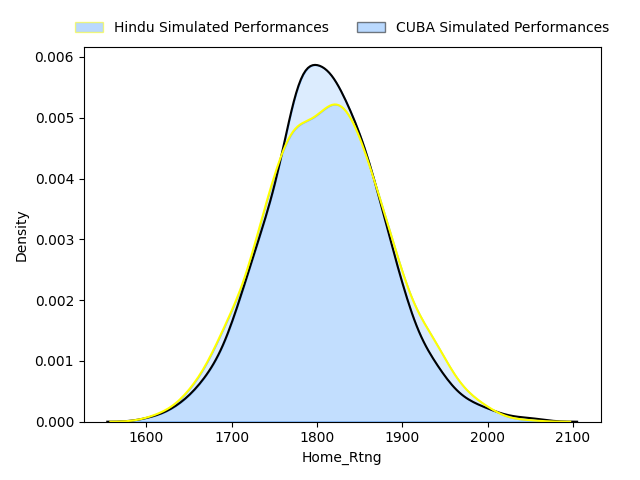 Hindu Simulated Performances CUBA Simulated Performances
0.006
0.005
0.004
0.003
0.002
0.001
0.000
Density
1600 1700 1800 1900 2000 2100
Home_Rtng